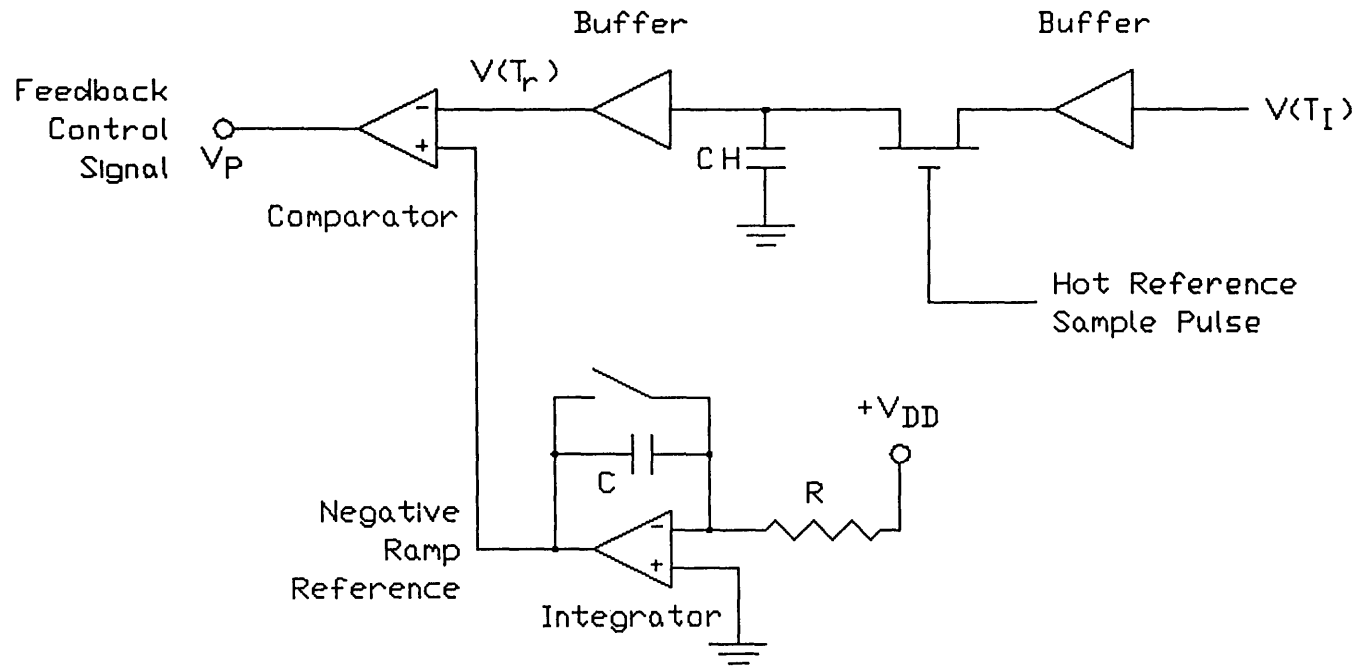 Buffer
Buffer
Feedback
Control
Signal
V(Tr)
V(TI)
VP
-
+
CH
Comparator
Hot Reference
Sample Pulse
+VDD
C
R
Negative
Ramp
Reference
-
+
Integrator